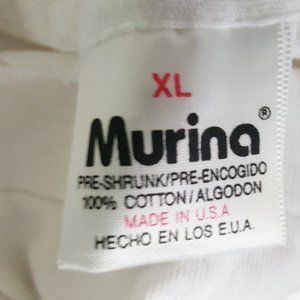 XL
Murina®
PRE-SHRUNK/PRE-ENCOGIDO
100% COTTON/ALGODON
MADE IN U.S.A
HECHO EN LOS E.U.A.